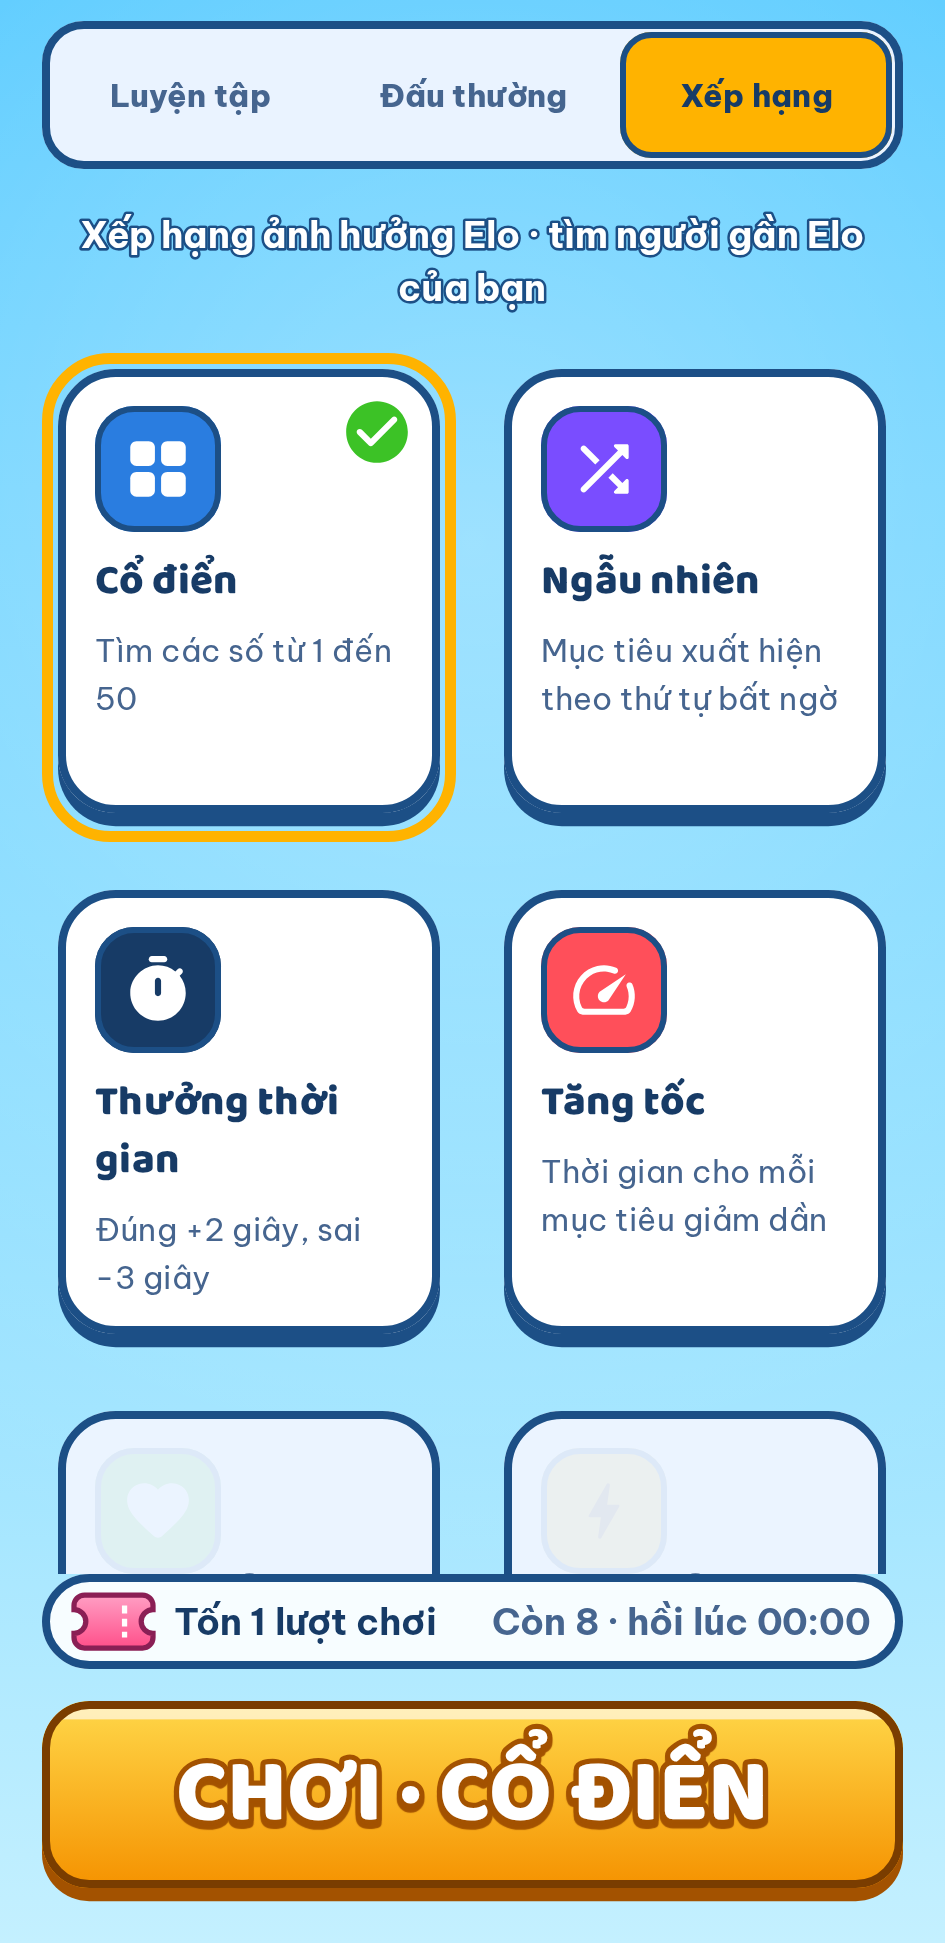 Luyện tập
Đấu thường
Xếp hạng
Xếp hạng ảnh hưởng Elo · tìm người gần Elo
của bạn
Cổ điển
Tìm các số từ 1 đến
50
Ngẫu nhiên
Mục tiêu xuất hiện
theo thứ tự bất ngờ
Thưởng thời
gian
Đúng +2 giây, sai
−3 giây
Tăng tốc
Thời gian cho mỗi
mục tiêu giảm dần
Tốn 1 lượt chơi
Còn 8 · hồi lúc 00:00
CHƠI · CỔ ĐIỂN